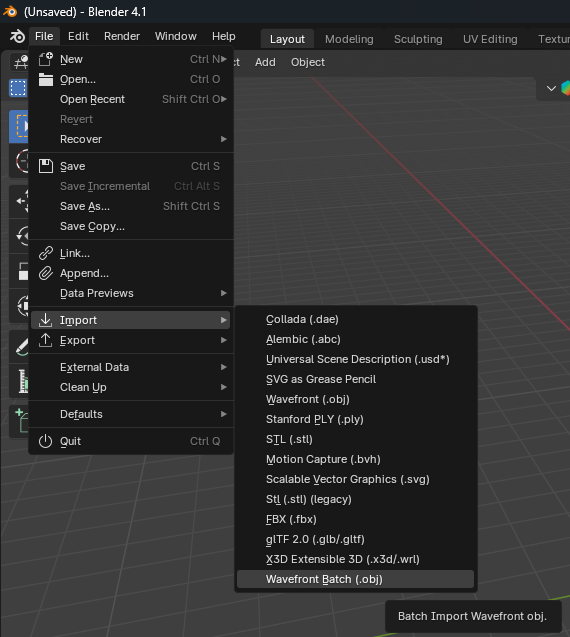 (Unsaved) - Blender 4.1
File Edit Render Window Help Layout Modeling Sculpting UV Editing
Add Object
New Ctrl N
Open... Ctrl O
Open Recent Shift Ctrl O
Revert
Recover
Save Ctrl S
Save Incremental Ctrl Alt S
Save As... Shift Ctrl S
Save Copy...
Link...
Append...
Data Previews
Import
Export
External Data
Clean Up
Defaults
Quit Ctrl Q
Collada (.dae)
Alembic (.abc)
Universal Scene Description (.usd*)
SVG as Grease Pencil
Wavefront (.obj)
Stanford PLY (.ply)
STL (.stl)
Motion Capture (.bvh)
Scalable Vector Graphics (.svg)
Stl (.stl) (legacy)
FBX (.fbx)
glTF 2.0 (.glb/.gltf)
X3D Extensible 3D (.x3d/.wrl)
Wavefront Batch (.obj)
Batch Import Wavefront obj.